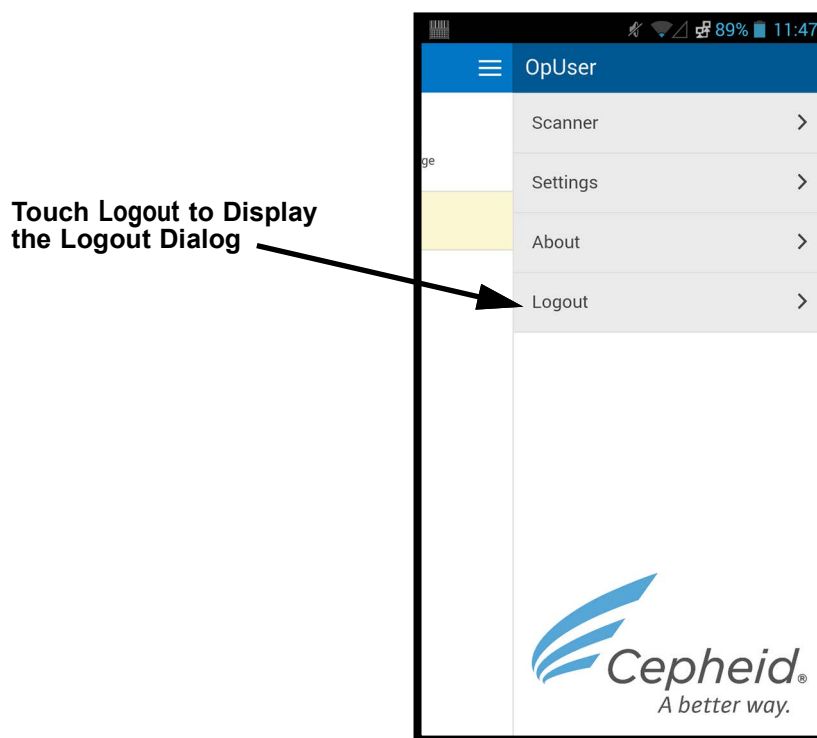 89% 11:47
OpUser
Scanner
ge
Settings
Touch Logout to Display
the Logout Dialog
About
Logout
Cepheid®
A better way.